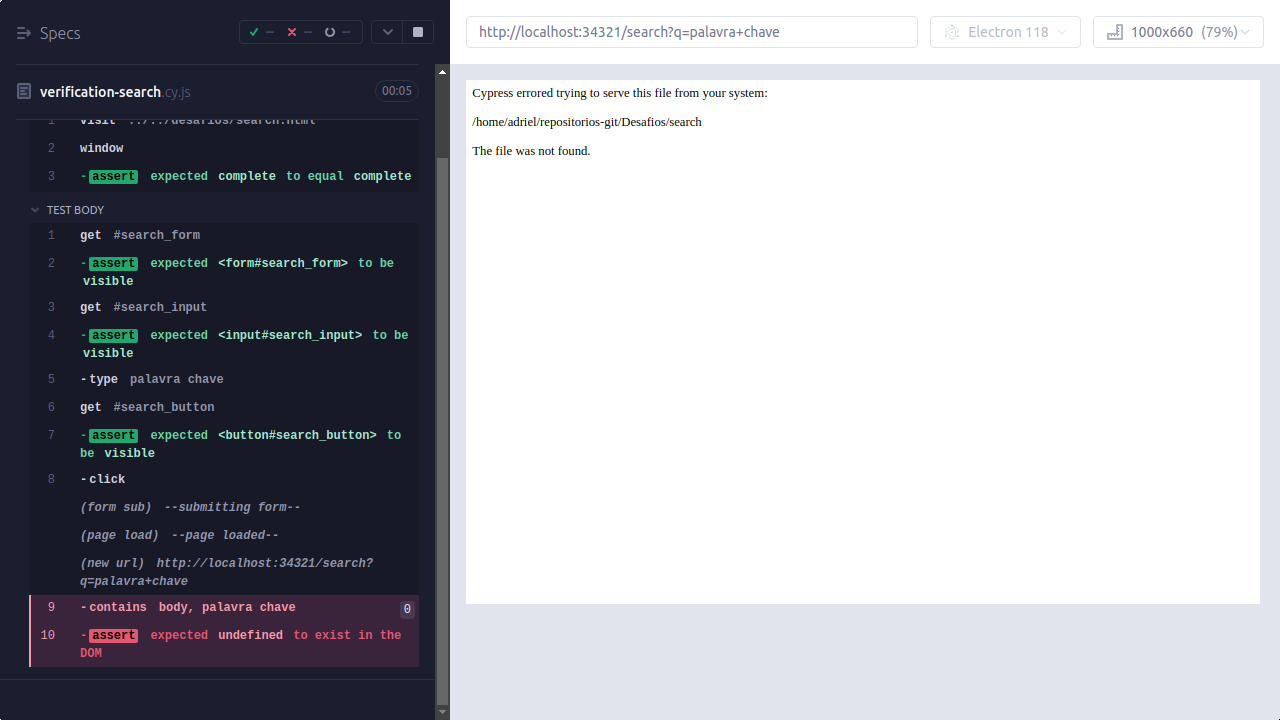 Specs
--
--
--
verification-search.cy.js
00:05
1 visit ../../desafios/search.html
2 window
3 -assert expected complete to equal complete
TEST BODY
1 get #search_form
2 -assert expected <form#search_form> to be
visible
3 get #search_input
4 -assert expected <input#search_input> to be
visible
5 -type palavra chave
6 get #search_button
7 -assert expected <button#search_button> to
be visible
8 -click
(form sub) --submitting form--
(page load) --page loaded--
(new url) http://localhost:34321/search?
q=palavra+chave
9 -contains body, palavra chave 0
10 -assert expected undefined to exist in the
DOM
http://localhost:34321/search?q=palavra+chave
Electron 118
1000x660 (79%)
Cypress errored trying to serve this file from your system:
/home/adriel/repositorios-git/Desafios/search
The file was not found.